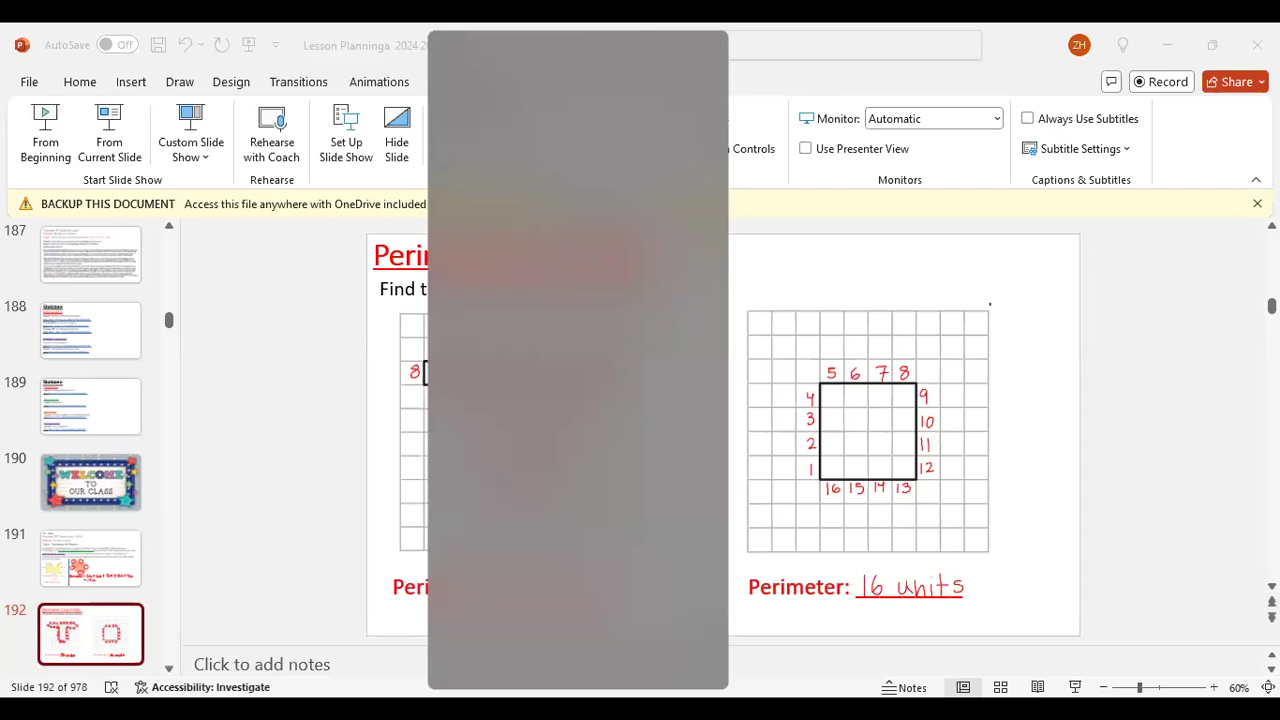 AutoSave Off Lesson Planninga 2024 ZH
File Home Insert Draw Design Transitions Animations Record Share
From Beginning
From Current Slide
Custom Slide Show
Rehearse with Coach
Set Up Slide Show
Hide Slide
Controls
Monitor: Automatic
Use Presenter View
Always Use Subtitles
Subtitle Settings
Start Slide Show Rehearse Monitors Captions & Subtitles
BACKUP THIS DOCUMENT Access this file anywhere with OneDrive included
187
188
189
190
WELCOME
TO
OUR CLASS
191
192
Peri
Find t
8
5 6 7 8
4 9
3 10
2 11
1 12
16 15 14 13
Peri
Perimeter: 16 units
Click to add notes
Slide 192 of 978 Accessibility: Investigate Notes 60%